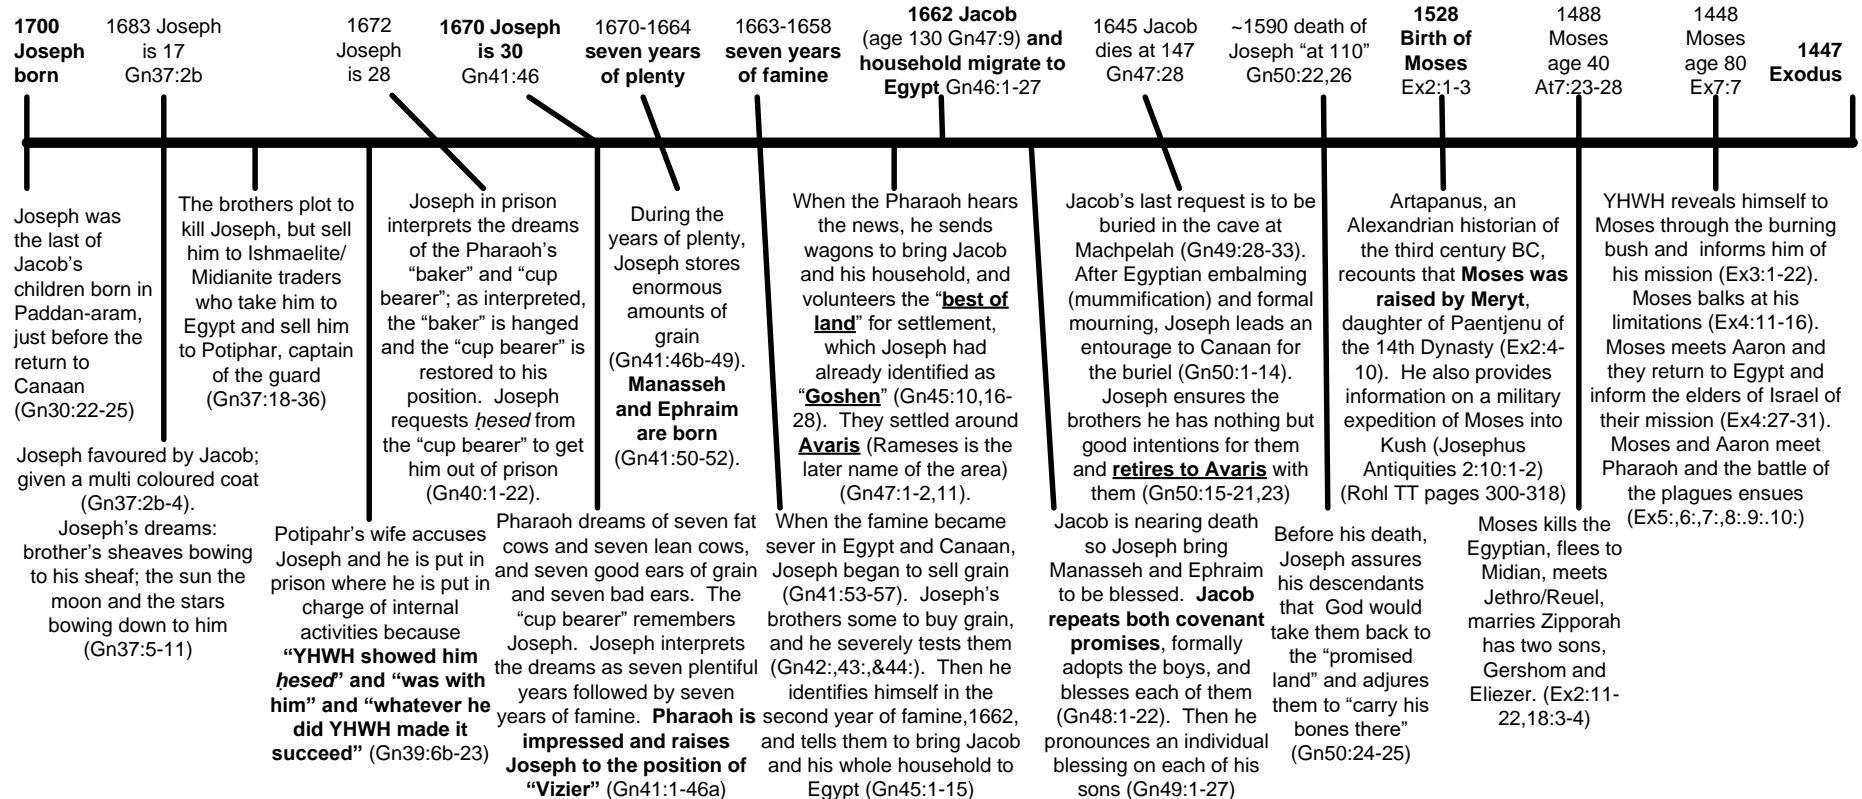 1700
Joseph
born
1683 Joseph
is 17
Gn37:2b
1672
Joseph
is 28
1670 Joseph
is 30
Gn41:46
1670-1664
seven years
of plenty
1663-1658
seven years
of famine
1662 Jacob
(age 130 Gn47:9) and
household migrate to
Egypt Gn46:1-27
1645 Jacob
dies at 147
Gn47:28
~1590 death of
Joseph “at 110”
Gn50:22,26
1528
Birth of
Moses
Ex2:1-3
1488
Moses
age 40
At7:23-28
1448
Moses
age 80
Ex7:7
1447
Exodus
Joseph was
the last of
Jacob’s
children born in
Paddan-aram,
just before the
return to
Canaan
(Gn30:22-25)
Joseph favoured by Jacob;
given a multi coloured coat
(Gn37:2b-4).
Joseph’s dreams:
brother’s sheaves bowing
to his sheaf; the sun the
moon and the stars
bowing down to him
(Gn37:5-11)
The brothers plot to
kill Joseph, but sell
him to Ishmaelite/
Midianite traders
who take him to
Egypt and sell him
to Potiphar, captain
of the guard
(Gn37:18-36)
Potipahr’s wife accuses
Joseph and he is put in
prison where he is put in
charge of internal
activities because
“YHWH showed him
ḥesed” and “was with
him” and “whatever he
did YHWH made it
succeed” (Gn39:6b-23)
Joseph in prison
interprets the dreams
of the Pharaoh’s
“baker” and “cup
bearer”; as interpreted,
the “baker” is hanged
and the “cup bearer” is
restored to his
position. Joseph
requests ḥesed from
the “cup bearer” to get
him out of prison
(Gn40:1-22).
Pharaoh dreams of seven fat
cows and seven lean cows,
and seven good ears of grain
and seven bad ears. The
“cup bearer” remembers
Joseph. Joseph interprets
the dreams as seven plentiful
years followed by seven
years of famine. Pharaoh is
impressed and raises
Joseph to the position of
“Vizier” (Gn41:1-46a)
During the
years of plenty,
Joseph stores
enormous
amounts of
grain
(Gn41:46b-49).
Manasseh
and Ephraim
are born
(Gn41:50-52).
When the famine became
sever in Egypt and Canaan,
Joseph began to sell grain
(Gn41:53-57). Joseph’s
brothers some to buy grain,
and he severely tests them
(Gn42:,43:,&44:). Then he
identifies himself in the
second year of famine,1662,
and tells them to bring Jacob
and his whole household to
Egypt (Gn45:1-15)
When the Pharaoh hears
the news, he sends
wagons to bring Jacob
and his household, and
volunteers the “best of
land” for settlement,
which Joseph had
already identified as
“Goshen” (Gn45:10,16-
28). They settled around
Avaris (Rameses is the
later name of the area)
(Gn47:1-2,11).
Jacob is nearing death
so Joseph bring
Manasseh and Ephraim
to be blessed. Jacob
repeats both covenant
promises, formally
adopts the boys, and
blesses each of them
(Gn48:1-22). Then he
pronounces an individual
blessing on each of his
sons (Gn49:1-27)
Jacob’s last request is to be
buried in the cave at
Machpelah (Gn49:28-33).
After Egyptian embalming
(mummification) and formal
mourning, Joseph leads an
entourage to Canaan for
the buriel (Gn50:1-14).
Joseph ensures the
brothers he has nothing but
good intentions for them
and retires to Avaris with
them (Gn50:15-21,23)
Before his death,
Joseph assures
his descendants
that God would
take them back to
the “promised
land” and adjures
them to “carry his
bones there”
(Gn50:24-25)
Artapanus, an
Alexandrian historian of
the third century BC,
recounts that Moses was
raised by Meryt,
daughter of Paentjenu of
the 14th Dynasty (Ex2:4-
10). He also provides
information on a military
expedition of Moses into
Kush (Josephus
Antiquities 2:10:1-2)
(Rohl TT pages 300-318)
Moses kills the
Egyptian, flees to
Midian, meets
Jethro/Reuel,
marries Zipporah
has two sons,
Gershom and
Eliezer. (Ex2:11-
22,18:3-4)
YHWH reveals himself to
Moses through the burning
bush and informs him of
his mission (Ex3:1-22).
Moses balks at his
limitations (Ex4:11-16).
Moses meets Aaron and
they return to Egypt and
inform the elders of Israel of
their mission (Ex4:27-31).
Moses and Aaron meet
Pharaoh and the battle of
the plagues ensues
(Ex5:,6:,7:,8:.9:.10:)